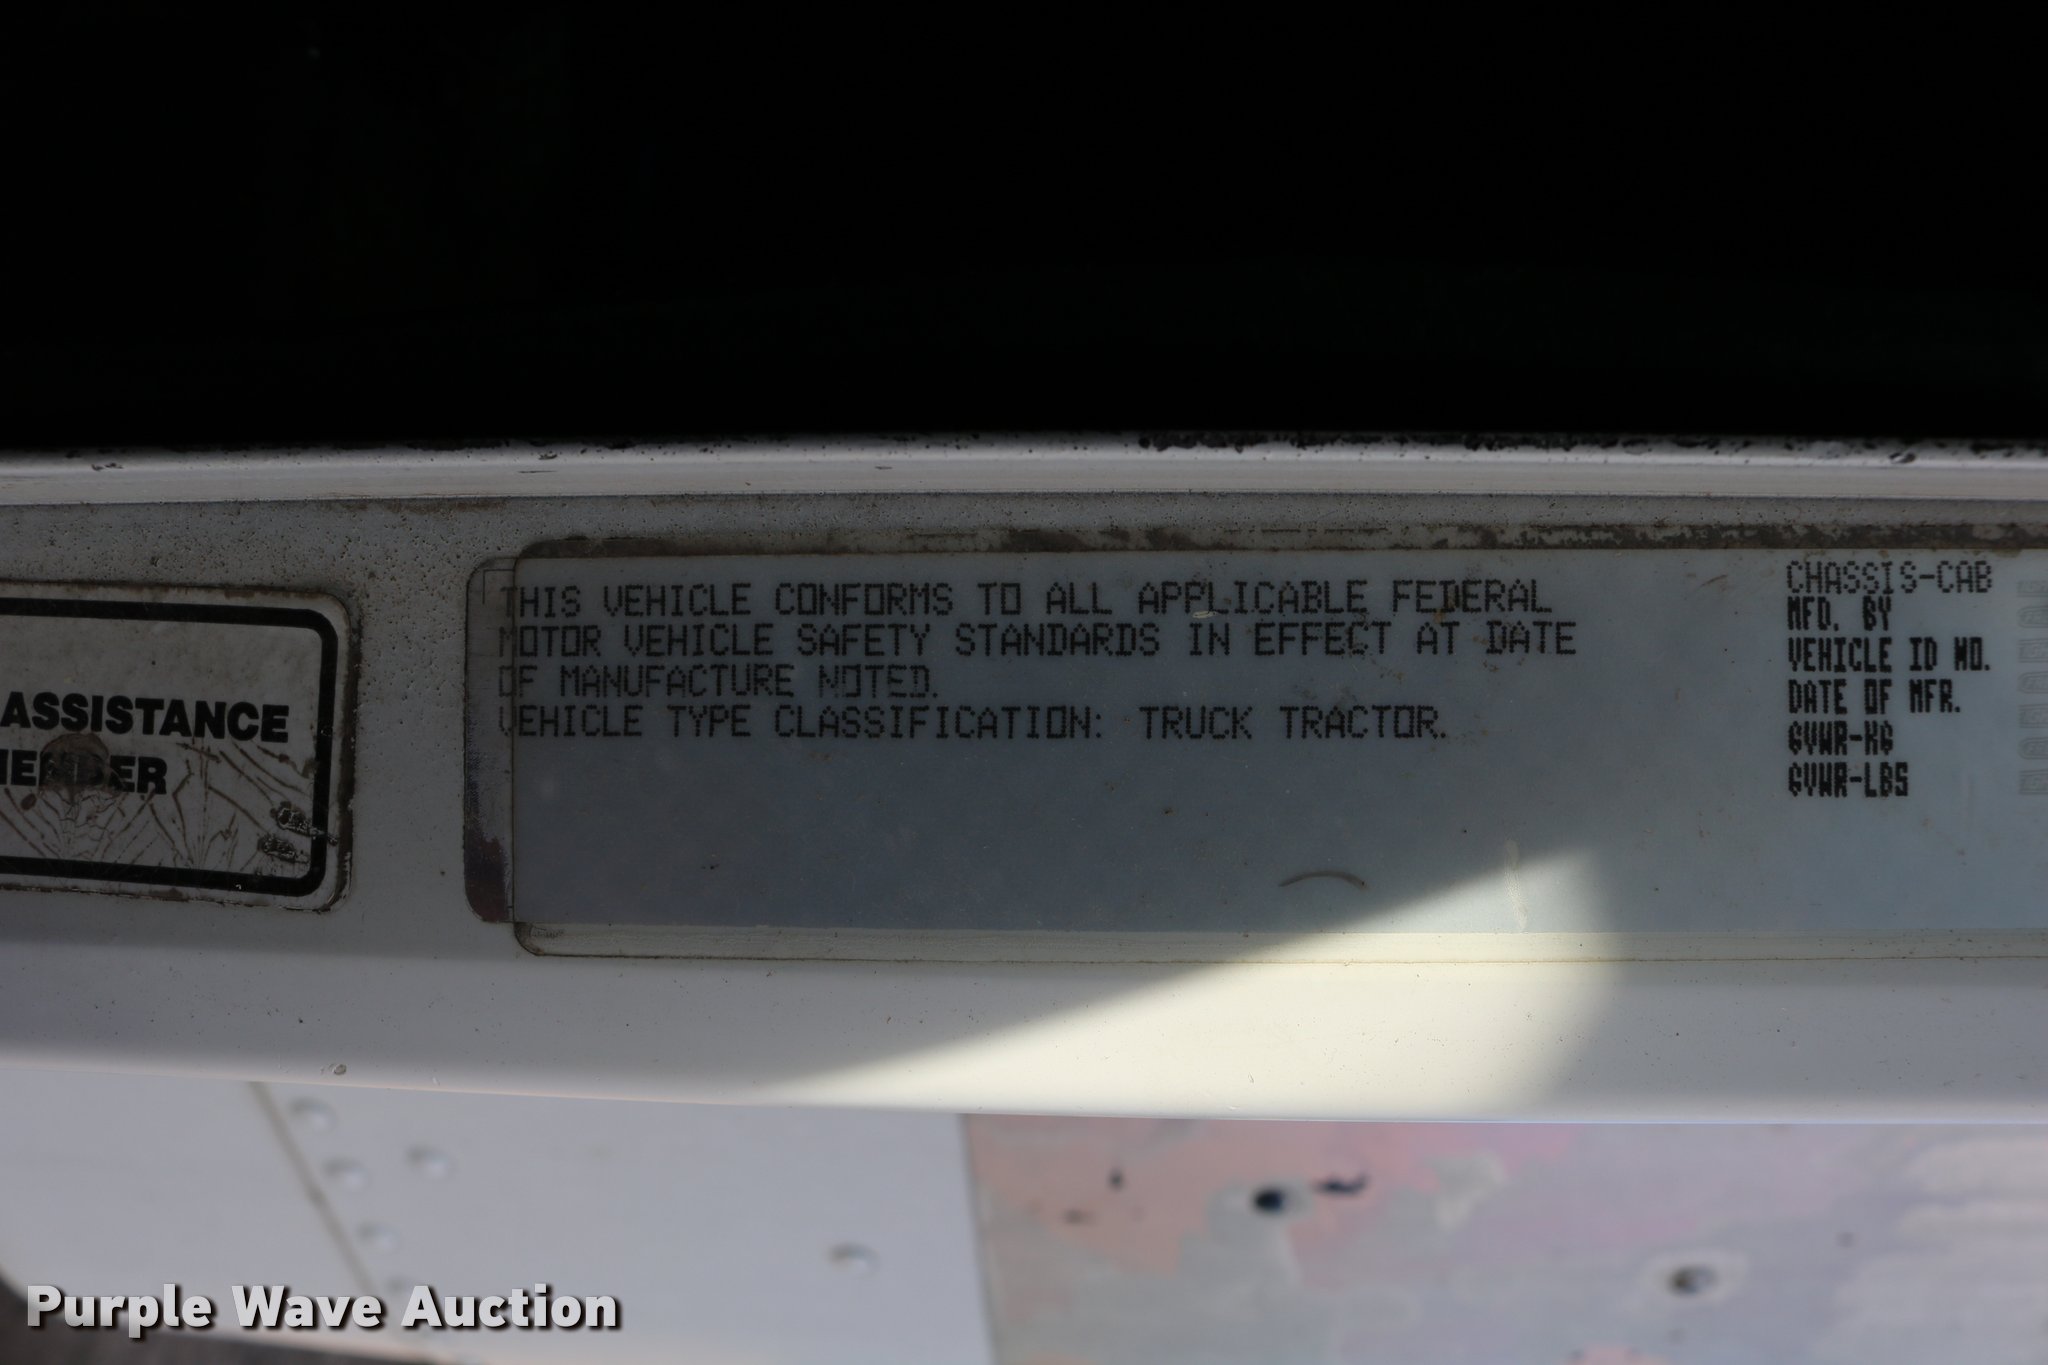 ASSISTANCE
THIS VEHICLE CONFORMS TO ALL APPLICABLE FEDERAL
MOTOR VEHICLE SAFETY STANDARDS IN EFFECT AT DATE
OF MANUFACTURE NOTED.
VEHICLE TYPE CLASSIFICATION: TRUCK TRACTOR.
CHASSIS-CAB
MFD. BY
VEHICLE ID NO.
DATE OF MFR.
GVWR-KG
GVWR-LBS
Purple Wave Auction